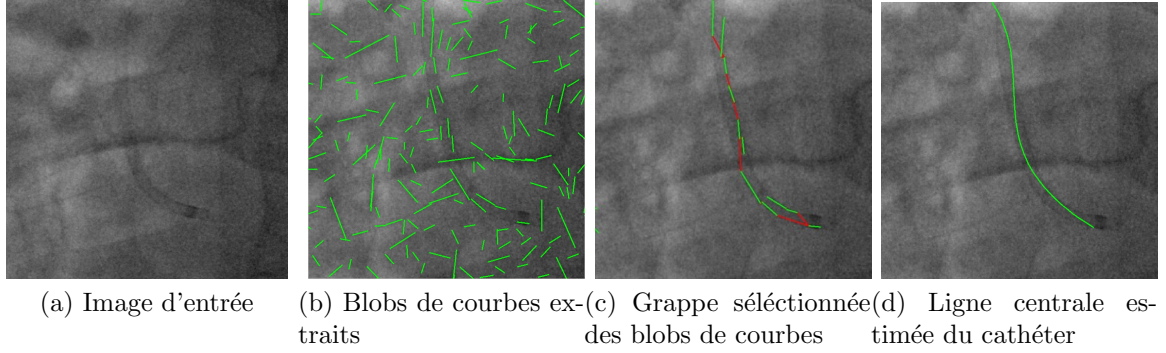 (a) Image d'entrée
(b) Blobs de courbes ex-
traits
(c) Grappe séléctionnée
des blobs de courbes
(d) Ligne centrale es-
timée du cathéter